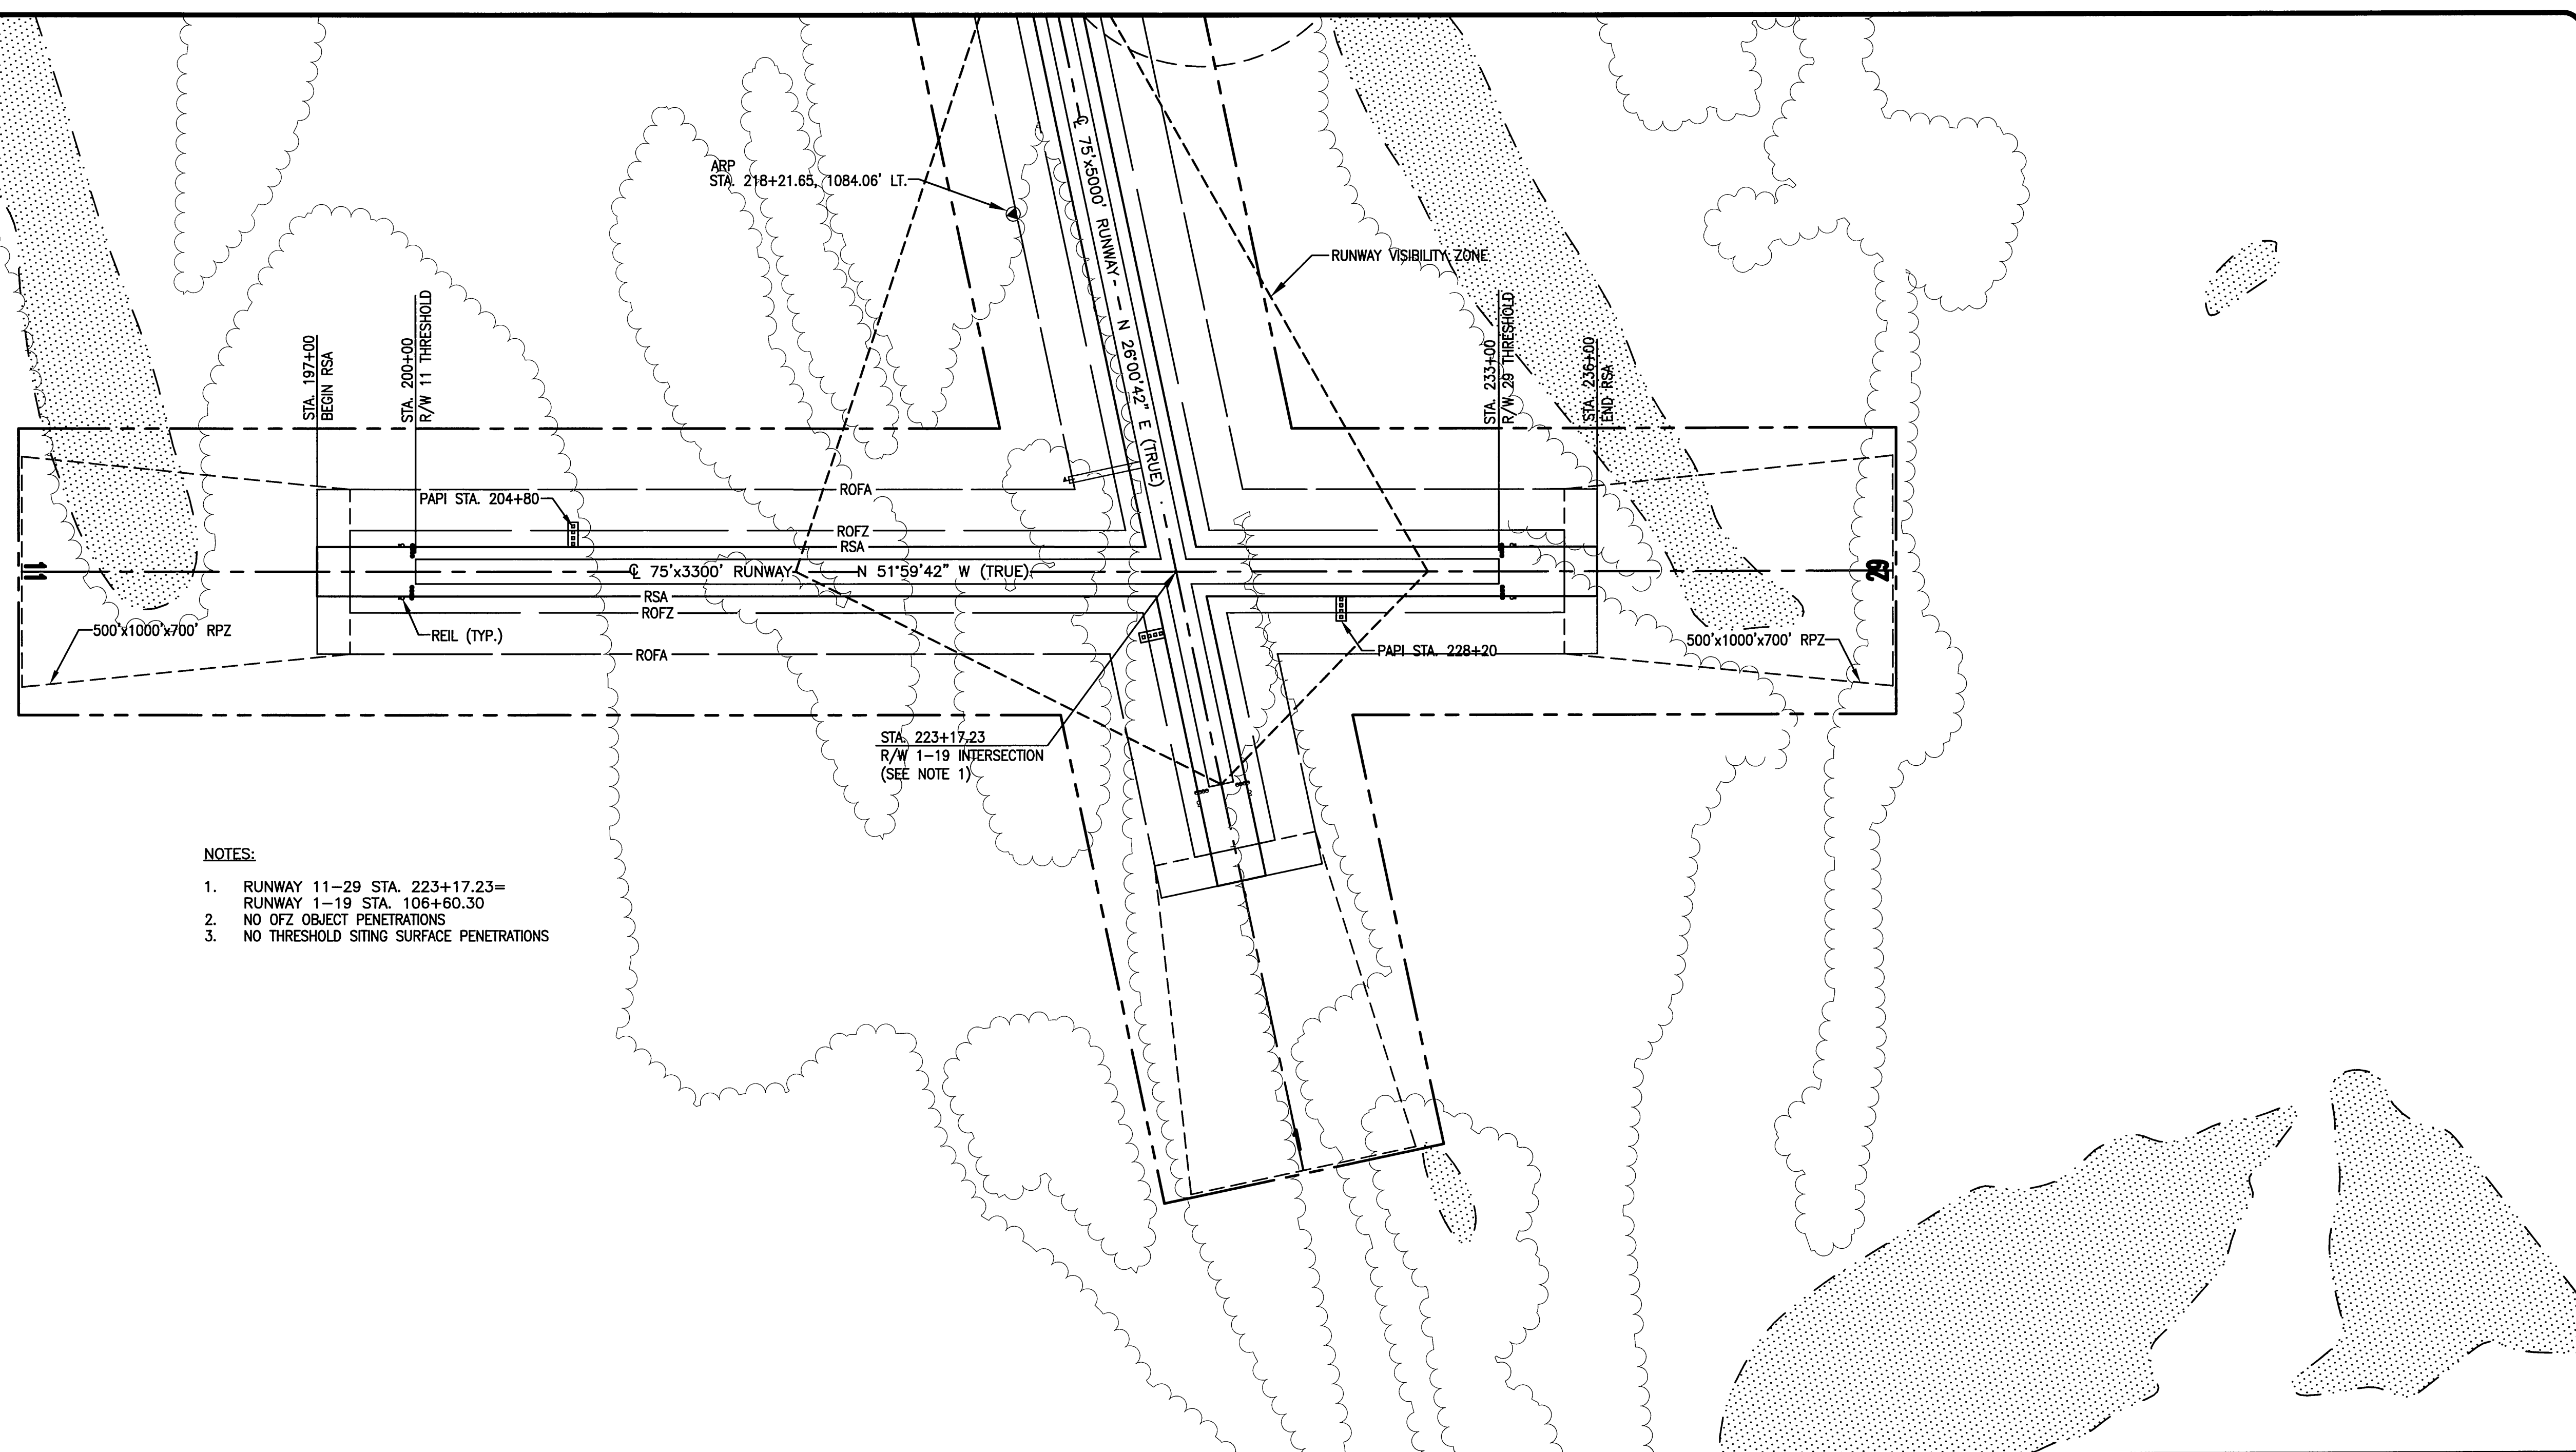 ARP
STA. 218+21.65, 1084.06' LT.
℄ 75'x5000' RUNWAY - N 26°00'42" E (TRUE)
RUNWAY VISIBILITY ZONE
STA. 197+00
BEGIN RSA
STA. 200+00
R/W 11 THRESHOLD
STA. 233+00
R/W 29 THRESHOLD
STA. 236+00
END RSA
PAPI STA. 204+80
ROFA
ROFZ
RSA
11
℄ 75'x3300' RUNWAY
N 51°59'42" W (TRUE)
29
RSA
ROFZ
REIL (TYP.)
500'x1000'x700' RPZ
ROFA
PAPI STA. 228+20
500'x1000'x700' RPZ
STA. 223+17.23
R/W 1-19 INTERSECTION
(SEE NOTE 1)
NOTES:
1. RUNWAY 11-29 STA. 223+17.23=
RUNWAY 1-19 STA. 106+60.30
2. NO OFZ OBJECT PENETRATIONS
3. NO THRESHOLD SITING SURFACE PENETRATIONS
1